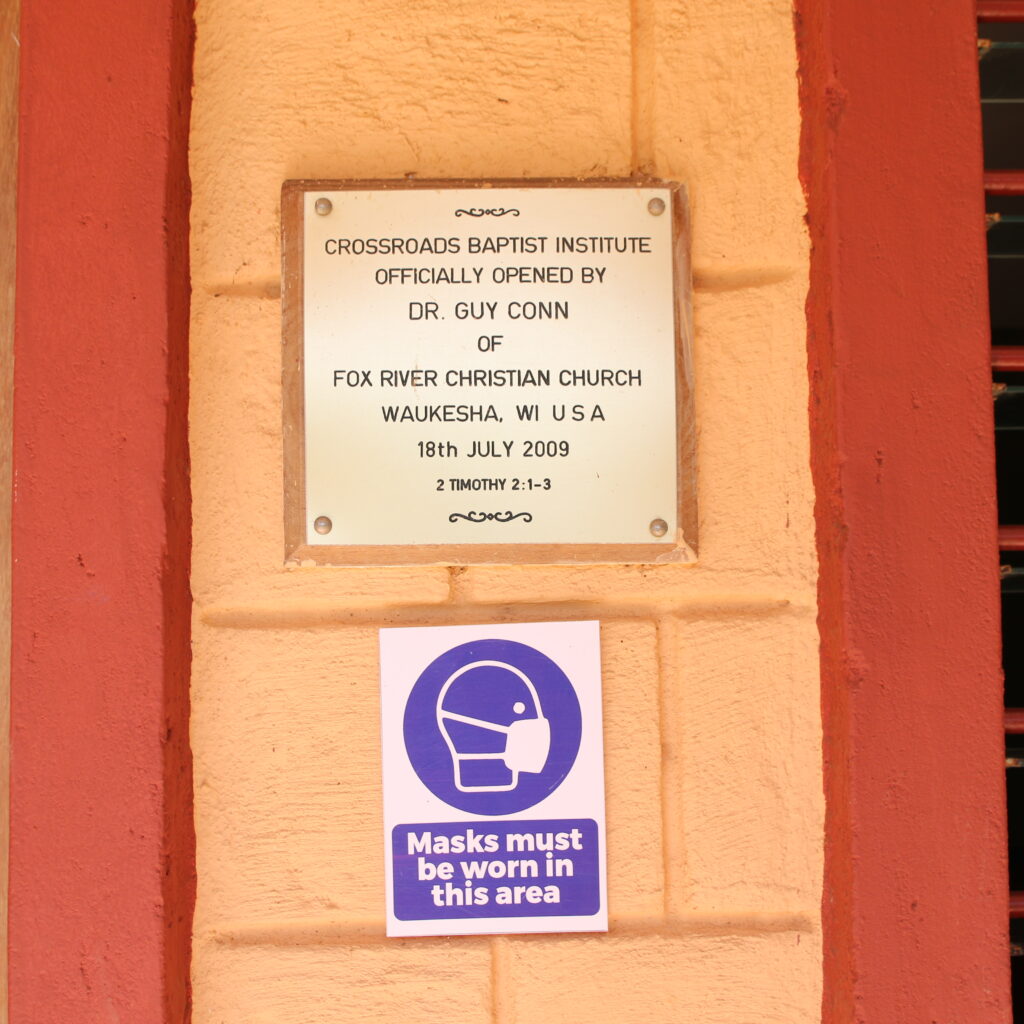 CROSSROADS BAPTIST INSTITUTE
OFFICIALLY OPENED BY
DR. GUY CONN
OF
FOX RIVER CHRISTIAN CHURCH
WAUKESHA, WI U S A
18th JULY 2009
2 TIMOTHY 2:1-3
Masks must
be worn in
this area